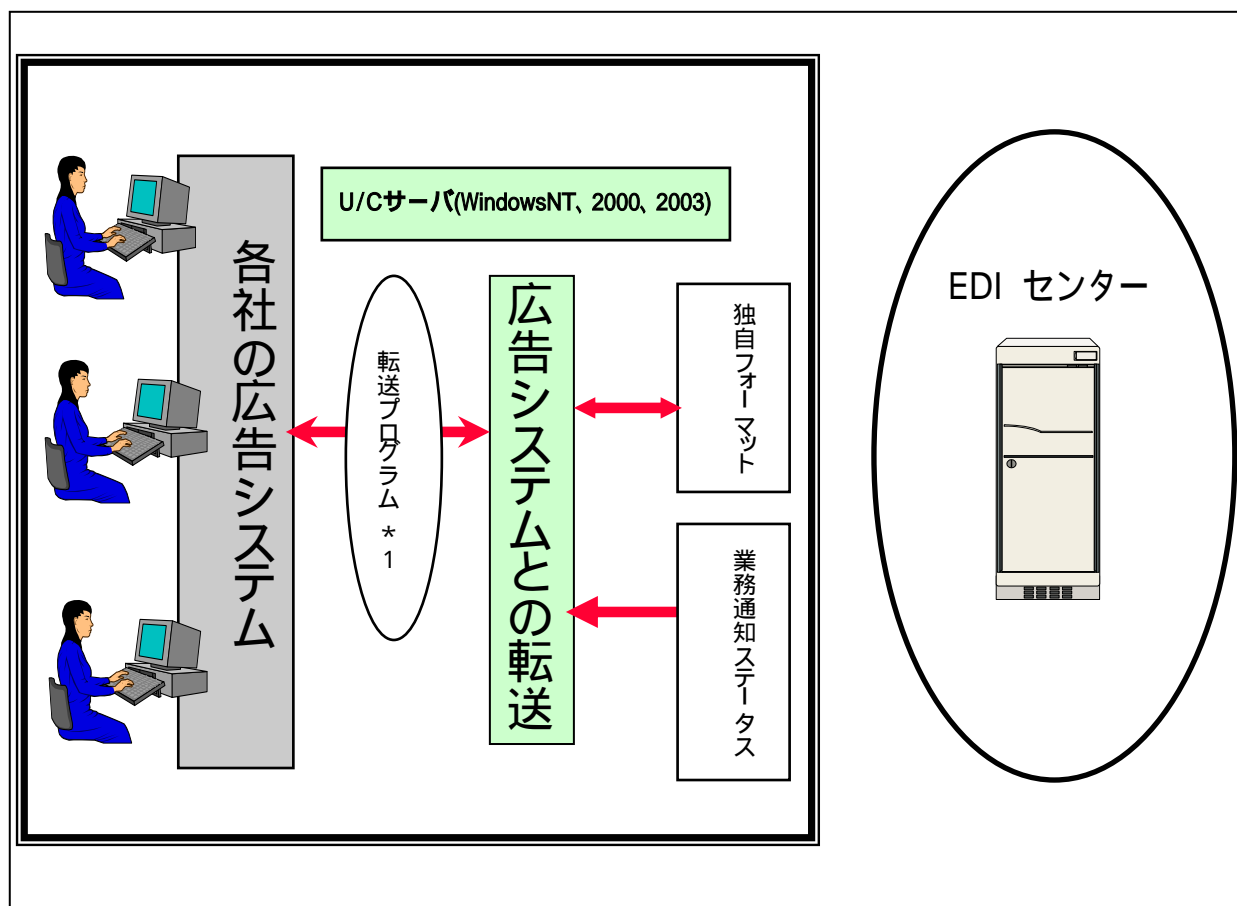 U/Cサーバ(WindowsNT、2000、2003)
各社の広告システム
転送プログラム *1
広告システムとの転送
独自フォーマット
業務通知ステータス
EDI センター